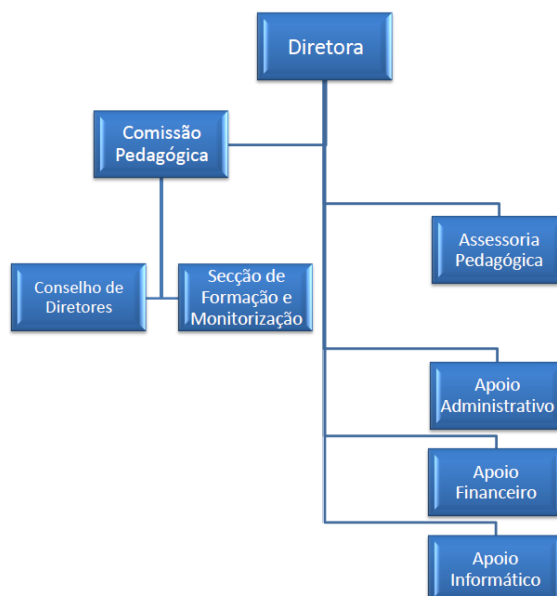 Diretora
Comissão
Pedagógica
Assessoria
Pedagógica
Conselho de
Diretores
Secção de
Formação e
Monitorização
Apoio
Administrativo
Apoio
Financeiro
Apoio
Informático